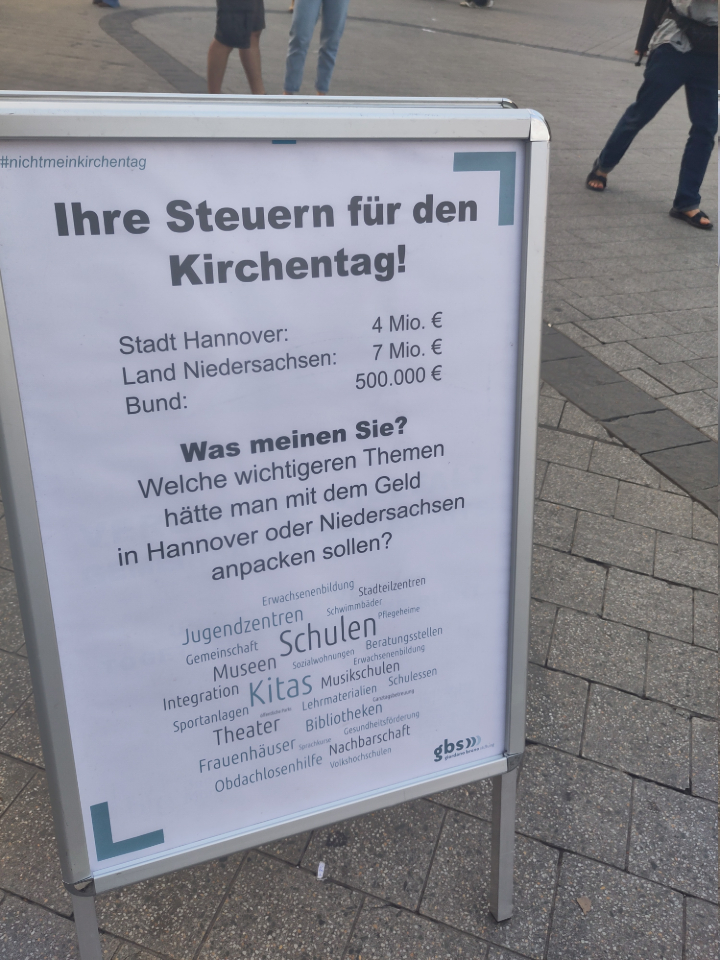 #nichtmeinkirchentag
Ihre Steuern für den
Kirchentag!
Stadt Hannover: 4 Mio. €
Land Niedersachsen: 7 Mio. €
Bund: 500.000 €
Was meinen Sie?
Welche wichtigeren Themen
hätte man mit dem Geld
in Hannover oder Niedersachsen
anpacken sollen?
Erwachsenenbildung Stadtteilzentren
Jugendzentren Schwimmbäder Pflegeheime
Gemeinschaft Schulen Beratungsstellen
Museen Sozialwohnungen Erwachsenenbildung
Integration Kitas Musikschulen Schulessen
Sportanlagen Lehrmaterialen Ganztagsbetreuung
Theater Bibliotheken Gesundheitsförderung
Frauenhäuser Sprachkurse Nachbarschaft
Obdachlosenhilfe Volkshochschulen
gbs